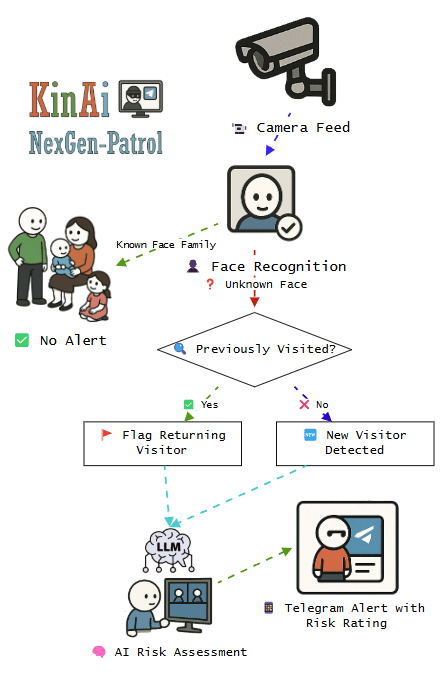 KinAi
NexGen-Patrol
Camera Feed
Known Face Family
Face Recognition
❓ Unknown Face
✅ No Alert
🔍 Previously Visited?
✅ Yes
❌ No
🚩 Flag Returning
Visitor
🆕 New Visitor
Detected
LLM
Telegram Alert with
Risk Rating
🧠 AI Risk Assessment